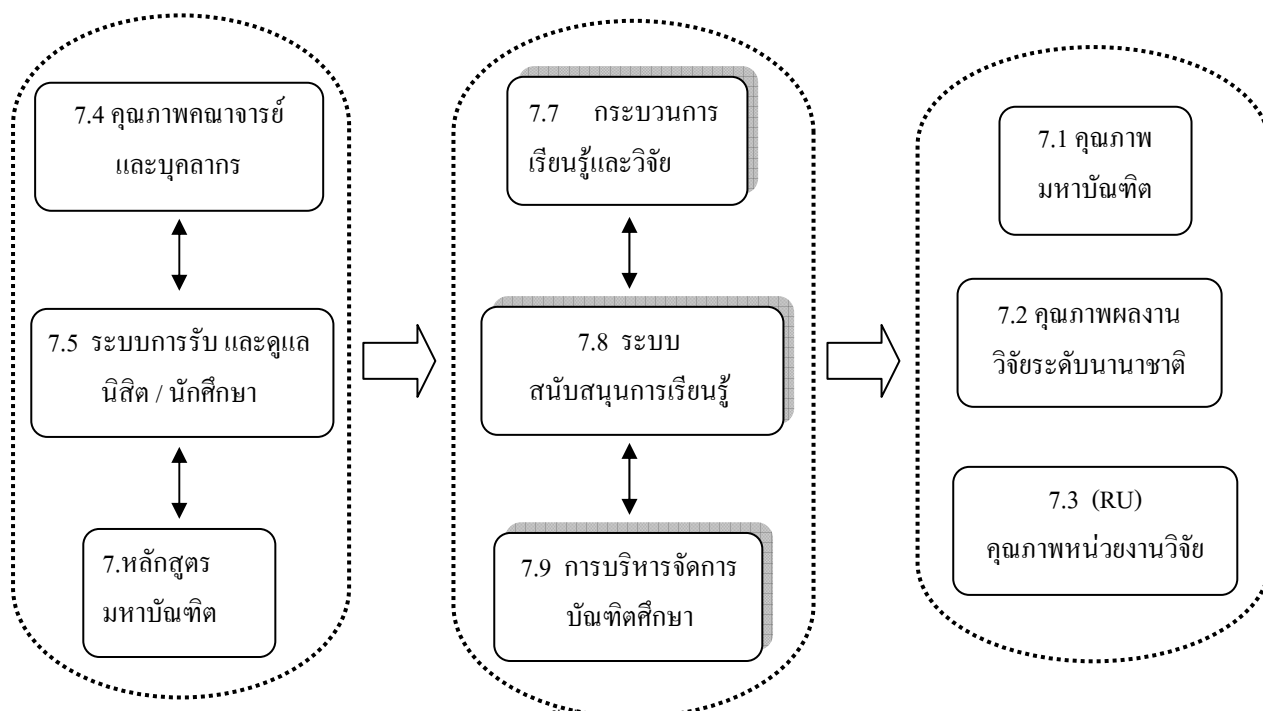 7.4 คุณภาพคณาจารย์
และบุคลากร
7.5 ระบบการรับ และดูแล
นิสิต / นักศึกษา
7.หลักสูตร
มหาบัณฑิต
7.7 กระบวนการ
เรียนรู้และวิจัย
7.8 ระบบ
สนับสนุนการเรียนรู้
7.9 การบริหารจัดการ
บัณฑิตศึกษา
7.1 คุณภาพ
มหาบัณฑิต
7.2 คุณภาพผลงาน
วิจัยระดับนานาชาติ
7.3 (RU)
คุณภาพหน่วยงานวิจัย